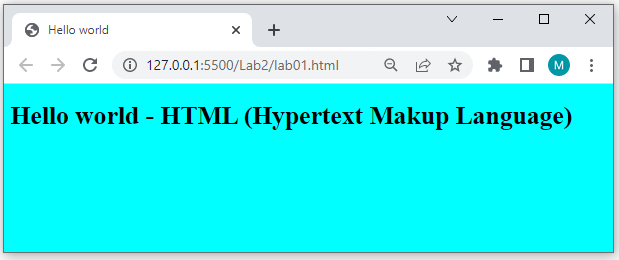 Hello world
127.0.0.1:5500/Lab2/lab01.html
M
Hello world - HTML (Hypertext Makup Language)